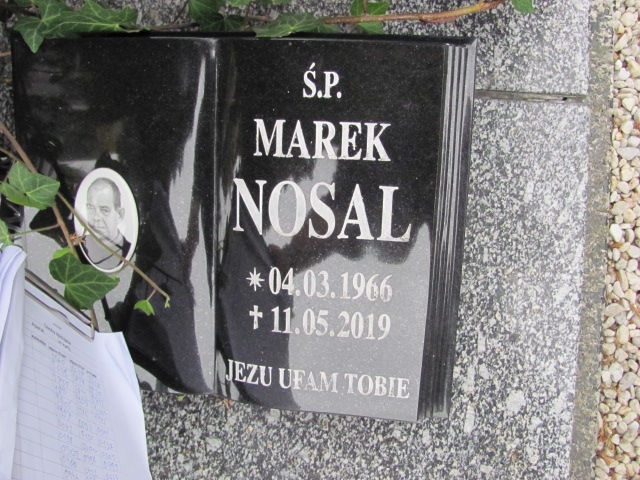 Ś.P.
MAREK
NOSAL
* 04.03.1966
† 11.05.2019
JEZU UFAM TOBIE